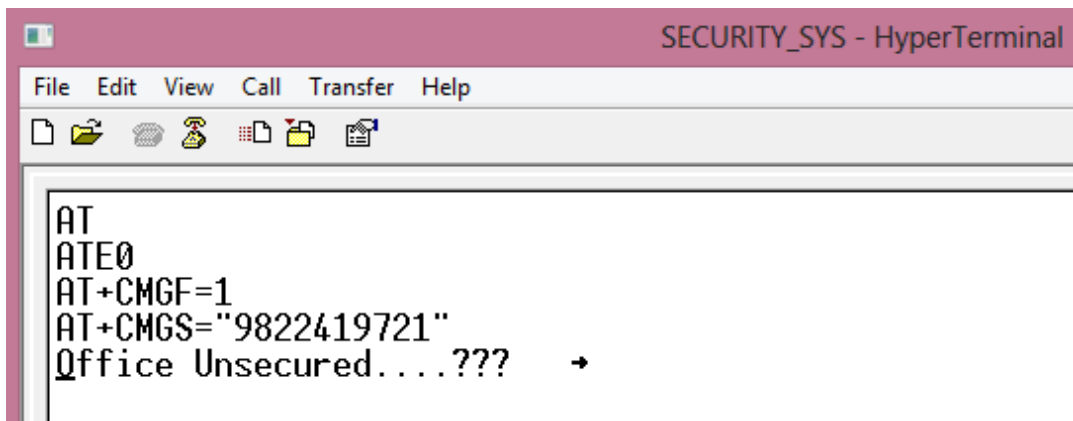 SECURITY_SYS - HyperTerminal
File Edit View Call Transfer Help
AT
ATE0
AT+CMGF=1
AT+CMGS="9822419721"
Office Unsecured....??? →